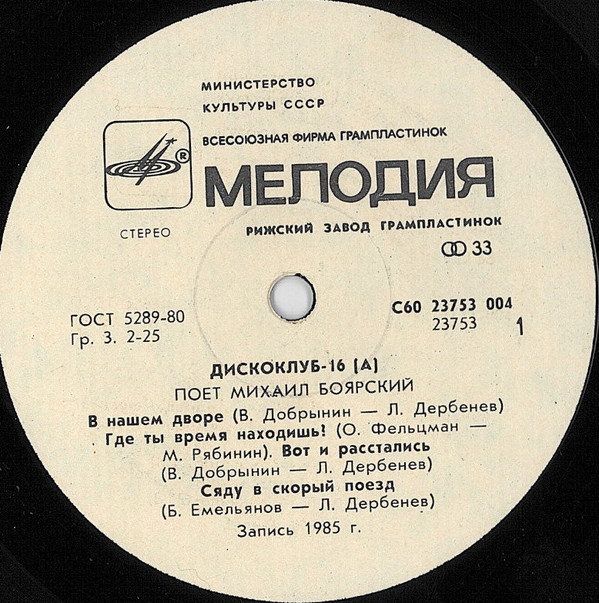 МИНИСТЕРСТВО
КУЛЬТУРЫ СССР
ВСЕСОЮЗНАЯ ФИРМА ГРАМПЛАСТИНОК
®
МЕЛОДИЯ
СТЕРЕО
РИЖСКИЙ ЗАВОД ГРАМПЛАСТИНОК
33
ГОСТ 5289-80
Гр. 3. 2-25
С60 23753 004
23753
1
ДИСКОКЛУБ-16 (А)
ПОЕТ МИХАИЛ БОЯРСКИЙ
В нашем дворе (В. Добрынин — Л. Дербенев)
Где ты время находишь! (О. Фельцман —
М. Рябинин). Вот и расстались
(В. Добрынин — Л. Дербенев)
Сяду в скорый поезд
(Б. Емельянов — Л. Дербенев)
Запись 1985 г.